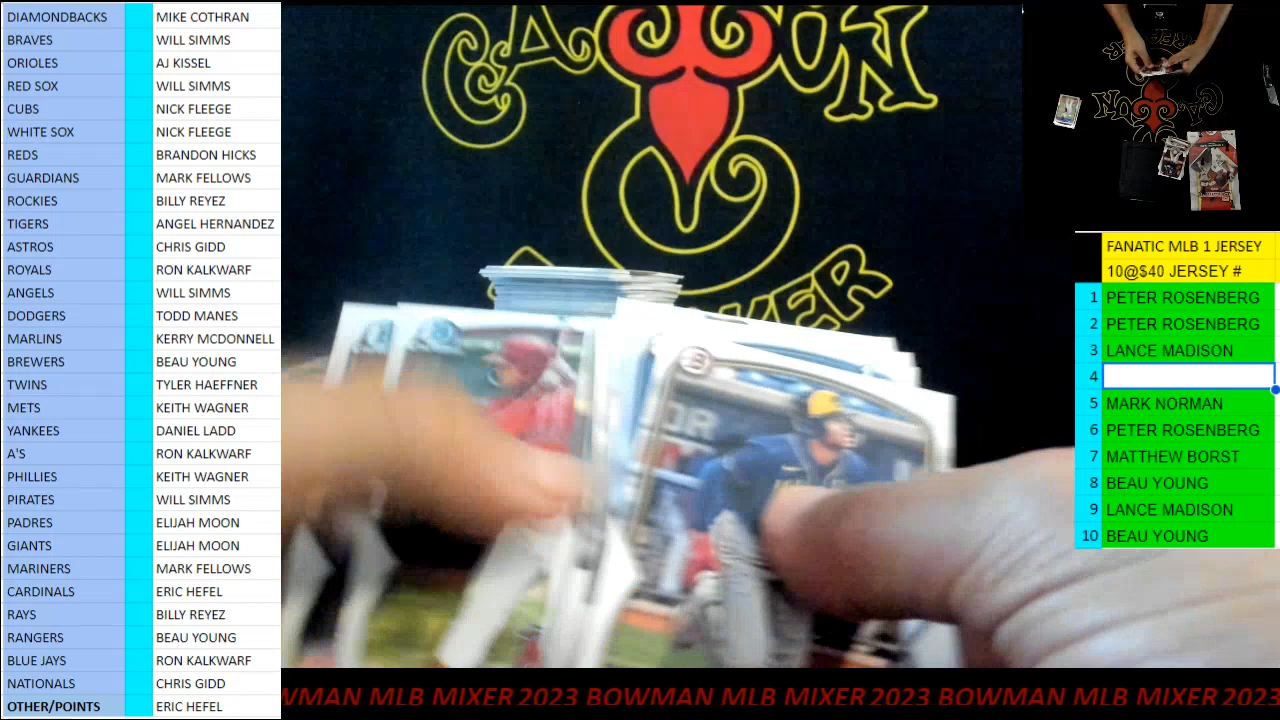 DIAMONDBACKS MIKE COTHRAN
BRAVES WILL SIMMS
ORIOLES AJ KISSEL
RED SOX WILL SIMMS
CUBS NICK FLEEGE
WHITE SOX NICK FLEEGE
REDS BRANDON HICKS
GUARDIANS MARK FELLOWS
ROCKIES BILLY REYEZ
TIGERS ANGEL HERNANDEZ
ASTROS CHRIS GIDD
ROYALS RON KALKWARF
ANGELS WILL SIMMS
DODGERS TODD MANES
MARLINS KERRY MCDONNELL
BREWERS BEAU YOUNG
TWINS TYLER HAEFFNER
METS KEITH WAGNER
YANKEES DANIEL LADD
A'S RON KALKWARF
PHILLIES KEITH WAGNER
PIRATES WILL SIMMS
PADRES ELIJAH MOON
GIANTS ELIJAH MOON
MARINERS MARK FELLOWS
CARDINALS ERIC HEFEL
RAYS BILLY REYEZ
RANGERS BEAU YOUNG
BLUE JAYS RON KALKWARF
NATIONALS CHRIS GIDD
OTHER/POINTS ERIC HEFEL
FANATIC MLB 1 JERSEY
10@$40 JERSEY #
1 PETER ROSENBERG
2 PETER ROSENBERG
3 LANCE MADISON
4
5 MARK NORMAN
6 PETER ROSENBERG
7 MATTHEW BORST
8 BEAU YOUNG
9 LANCE MADISON
10 BEAU YOUNG
WMAN MLB MIXER 2023 BOWMAN MLB MIXER 2023 BOWMAN MLB MIXER 2023